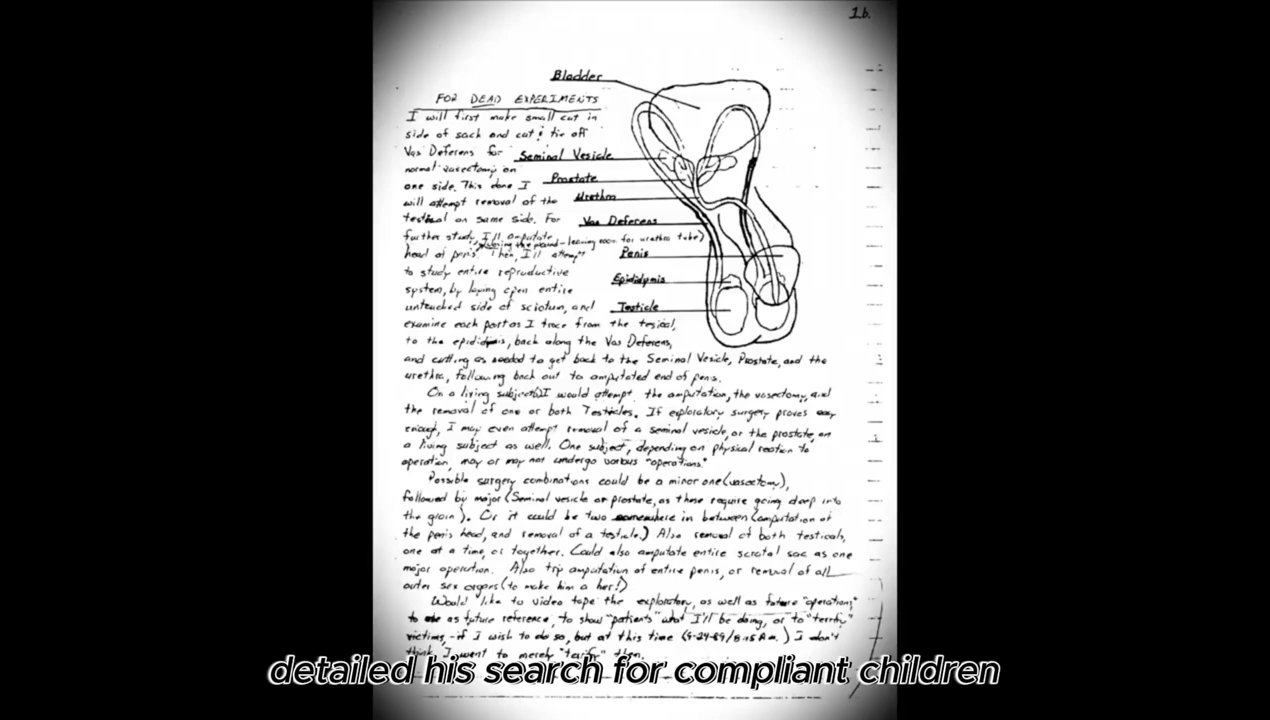 1b.
Bladder
FOR DEAD EXPERIMENTS
I will first make small cut in
side of sack and cut & tie off
Vas Deferens for
Seminal Vesicle
normal vasectomy on
Prostate
one side. This done I
will attempt removal of the
Urethra
testical on same side. For
Vas Deferens
further study I'll amputate
wound - leaving room for urethra tube)
head of penis. Then, I'll attempt
Penis
to study entire reproductive
Epididymis
system, by laying open entire
untouched side of scrotum, and
Testicle
examine each part as I trace from the tesical,
to the epididymis, back along the Vas Deferens,
and cutting as needed to get back to the Seminal Vesicle, Prostate, and the
urethra, following back out to amputated end of penis.
On a living subject(s) I would attempt the amputation, the vasectomy, and
the removal of one or both Testicles. If exploratory surgery proves easy
enough, I may even attempt removal of a seminal vesicle, or the prostate, on
a living subject as well. One subject, depending on physical reaction to
operation, may or may not undergo various "operations."
Possible surgery combinations could be a minor one (vasectomy),
followed by major (Seminal vesicle or prostate, as these require going deep into
the groin). Or it could be two somewhere in between (amputation of
the penis head, and removal of a testicle.) Also removal of both testicals,
one at a time, or together. Could also amputate entire scrotal sac as one
major operation. Also try amputation of entire penis, or removal of all
outer sex organs (to make him a her!)
Would like to video tape the exploratory, as well as future "operations,"
to as future reference, to show "patients" what I'll be doing, or to "terrify"
victims, - if I wish to do so, but at this time I don't
think I want to merely "terrify" them.
detailed his search for compliant children